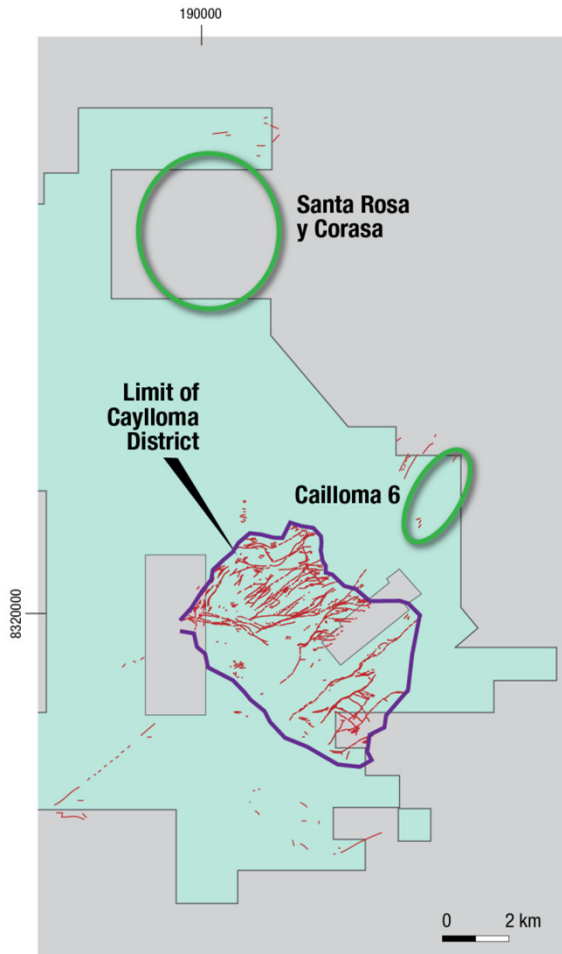 190000
Santa Rosa
y Corasa
Limit of
Caylloma
District
Cailloma 6
8320000
0 2 km